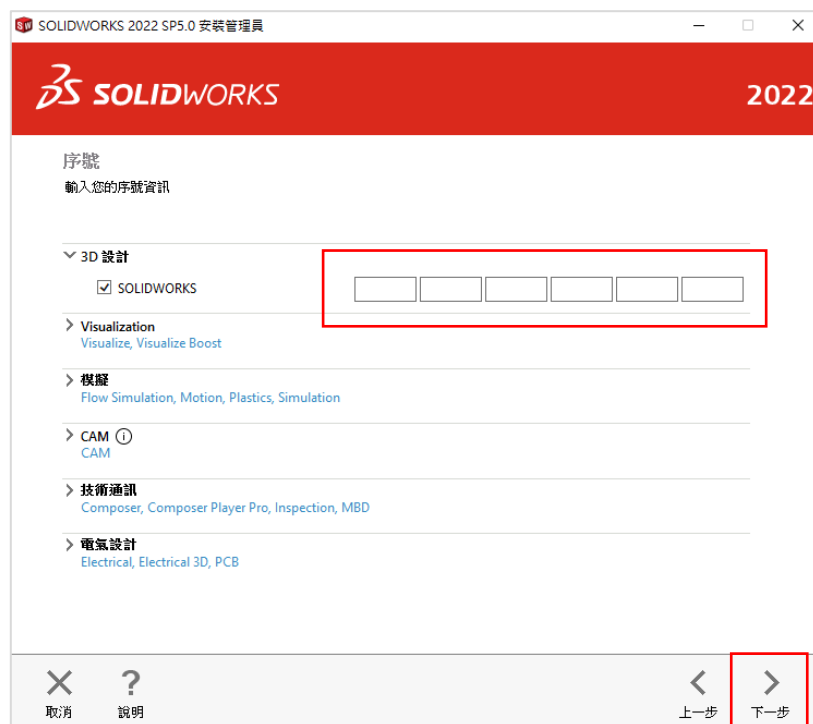 SOLIDWORKS 2022 SP5.0 安裝管理員
SOLIDWORKS 2022
序號
輸入您的序號資訊
3D 設計
SOLIDWORKS
Visualization
Visualize, Visualize Boost
模擬
Flow Simulation, Motion, Plastics, Simulation
CAM
CAM
技術通訊
Composer, Composer Player Pro, Inspection, MBD
電氣設計
Electrical, Electrical 3D, PCB
取消 說明 上一步 下一步